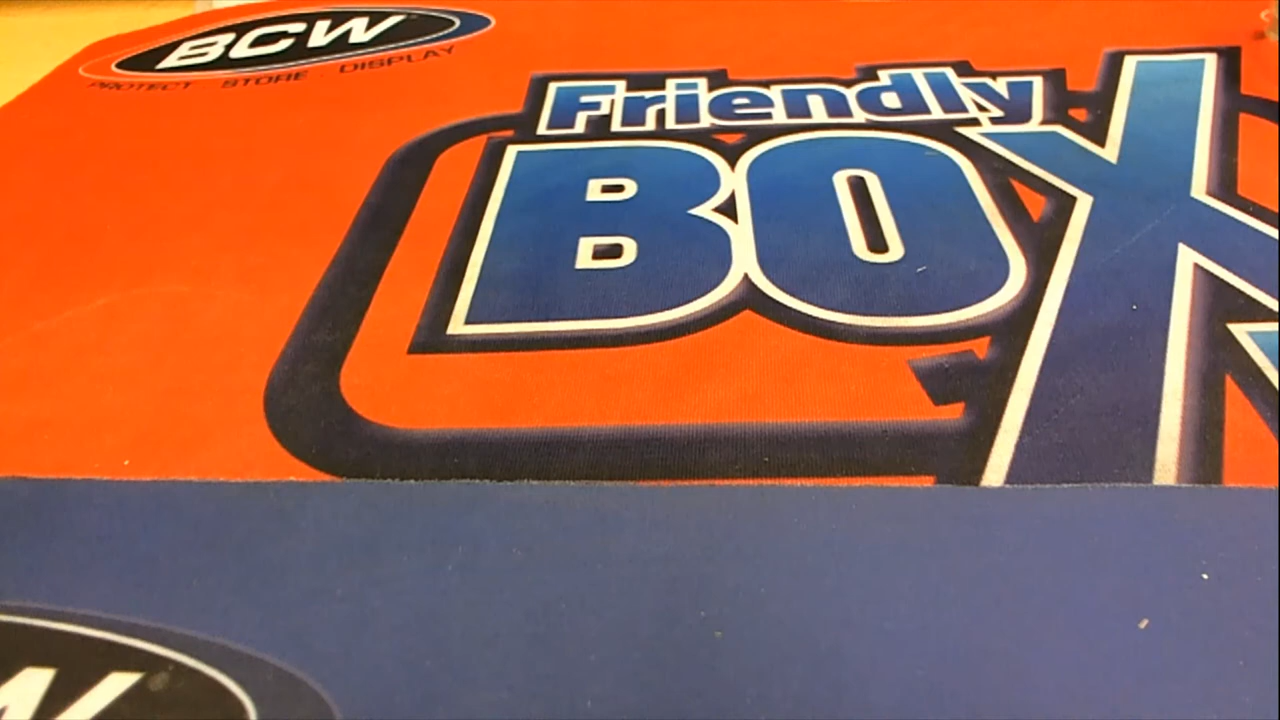 BCW
PROTECT . STORE . DISPLAY
Friendly
BOX
W